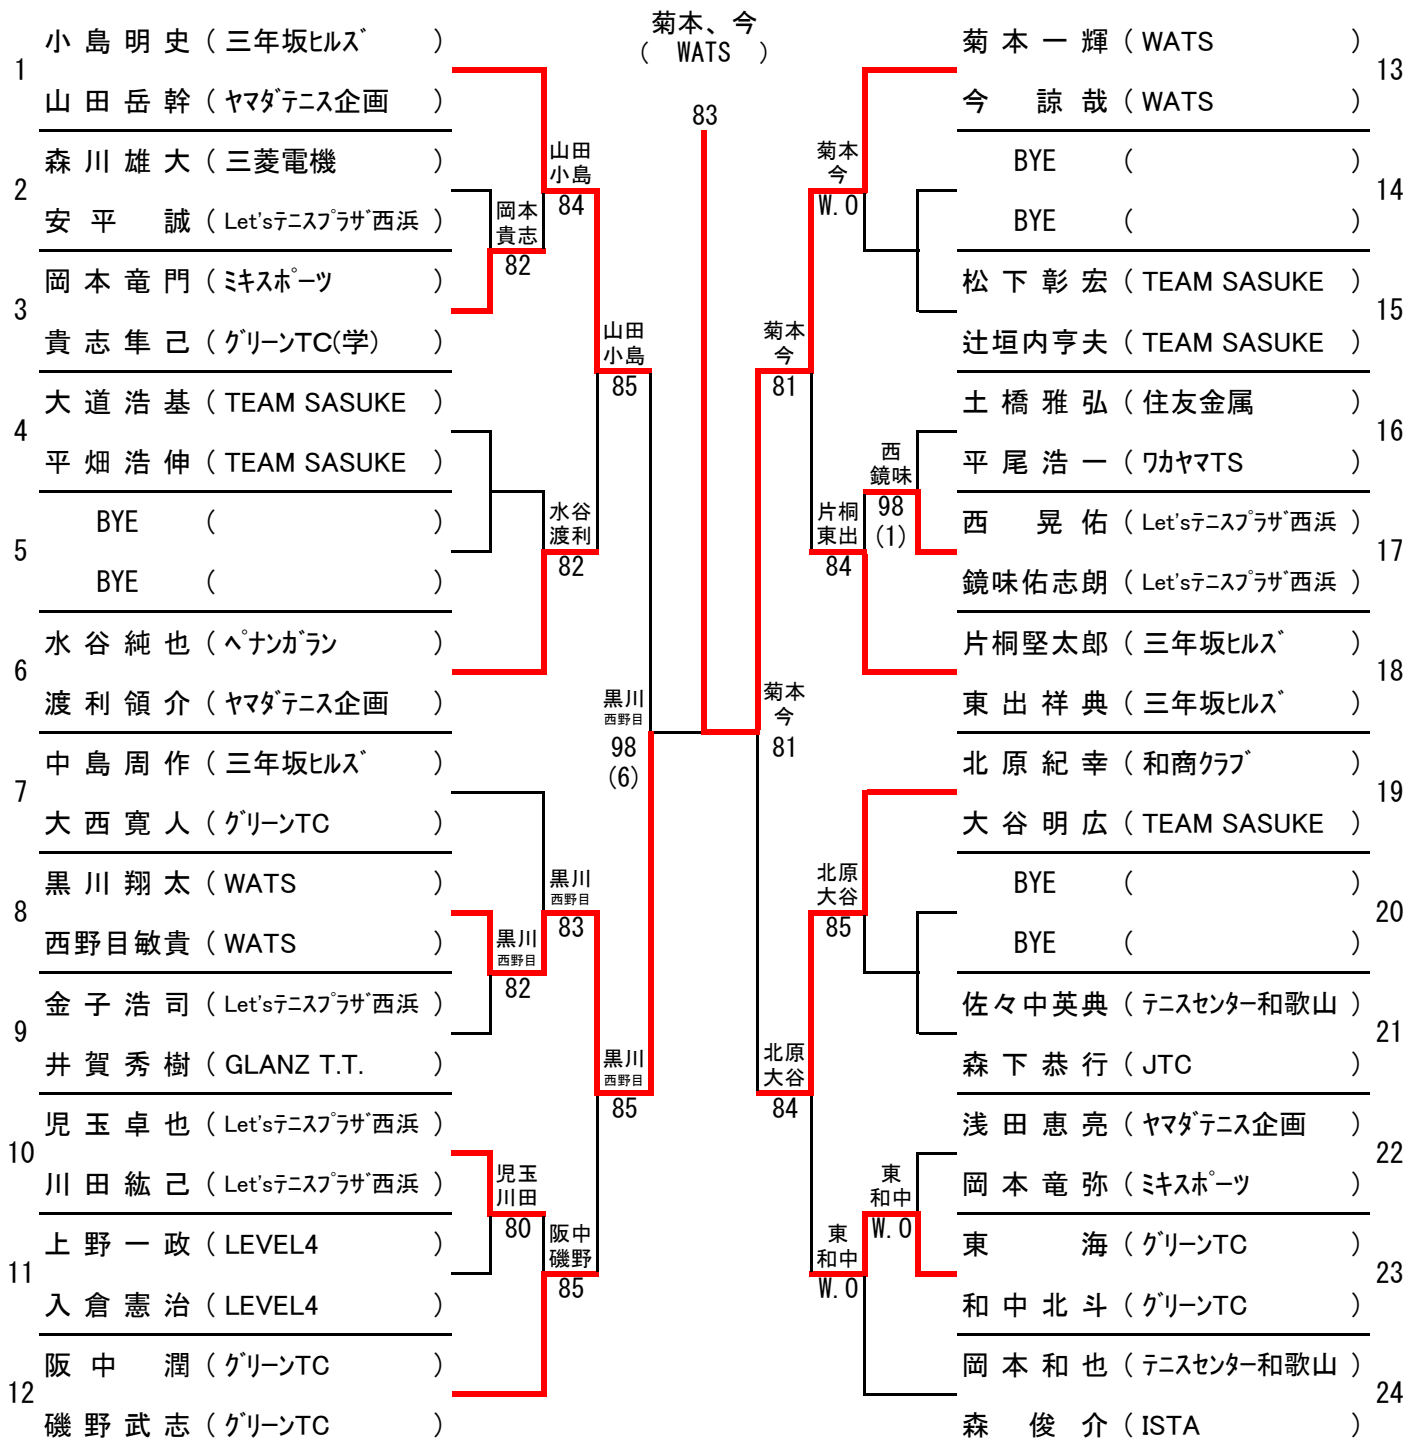 菊本、今
( WATS )
83
1
小島明史 ( 三年坂ﾋﾙｽﾞ )
山田岳幹 ( ﾔﾏﾀﾞﾃﾆｽ企画 )
2
森川雄大 ( 三菱電機 )
安平 誠 ( Let'sﾃﾆｽﾌﾟﾗｻﾞ西浜 )
3
岡本竜門 ( ﾐｷｽﾎﾟｰﾂ )
貴志隼己 ( ｸﾞﾘｰﾝTC(学) )
4
大道浩基 ( TEAM SASUKE )
平畑浩伸 ( TEAM SASUKE )
5
BYE ( )
BYE ( )
6
水谷純也 ( ﾍﾟﾅﾝｶﾞﾗﾝ )
渡利領介 ( ﾔﾏﾀﾞﾃﾆｽ企画 )
7
中島周作 ( 三年坂ﾋﾙｽﾞ )
大西寛人 ( ｸﾞﾘｰﾝTC )
8
黒川翔太 ( WATS )
西野目敏貴 ( WATS )
9
金子浩司 ( Let'sﾃﾆｽﾌﾟﾗｻﾞ西浜 )
井賀秀樹 ( GLANZ T.T. )
10
児玉卓也 ( Let'sﾃﾆｽﾌﾟﾗｻﾞ西浜 )
川田紘己 ( Let'sﾃﾆｽﾌﾟﾗｻﾞ西浜 )
11
上野一政 ( LEVEL4 )
入倉憲治 ( LEVEL4 )
12
阪中 潤 ( ｸﾞﾘｰﾝTC )
磯野武志 ( ｸﾞﾘｰﾝTC )
岡本
貴志
82
黒川
西野目
82
児玉
川田
80
山田
小島
84
水谷
渡利
82
黒川
西野目
83
阪中
磯野
85
山田
小島
85
黒川
西野目
85
黒川
西野目
98
(6)
菊本
今
81
菊本
今
81
北原
大谷
84
菊本
今
W.O
片桐
東出
84
北原
大谷
85
東
和中
W.O
西
鏡味
98
(1)
東
和中
W.O
菊本一輝 ( WATS )
今 諒哉 ( WATS )
13
BYE ( )
BYE ( )
14
松下彰宏 ( TEAM SASUKE )
辻垣内亨夫 ( TEAM SASUKE )
15
土橋雅弘 ( 住友金属 )
平尾浩一 ( ﾜｶﾔﾏTS )
16
西 晃佑 ( Let'sﾃﾆｽﾌﾟﾗｻﾞ西浜 )
鏡味佑志朗 ( Let'sﾃﾆｽﾌﾟﾗｻﾞ西浜 )
17
片桐堅太郎 ( 三年坂ﾋﾙｽﾞ )
東出祥典 ( 三年坂ﾋﾙｽﾞ )
18
北原紀幸 ( 和商ｸﾗﾌﾞ )
大谷明広 ( TEAM SASUKE )
19
BYE ( )
BYE ( )
20
佐々中英典 ( ﾃﾆｽｾﾝﾀｰ和歌山 )
森下恭行 ( JTC )
21
浅田恵亮 ( ﾔﾏﾀﾞﾃﾆｽ企画 )
岡本竜弥 ( ﾐｷｽﾎﾟｰﾂ )
22
東 海 ( ｸﾞﾘｰﾝTC )
和中北斗 ( ｸﾞﾘｰﾝTC )
23
岡本和也 ( ﾃﾆｽｾﾝﾀｰ和歌山 )
森 俊介 ( ISTA )
24